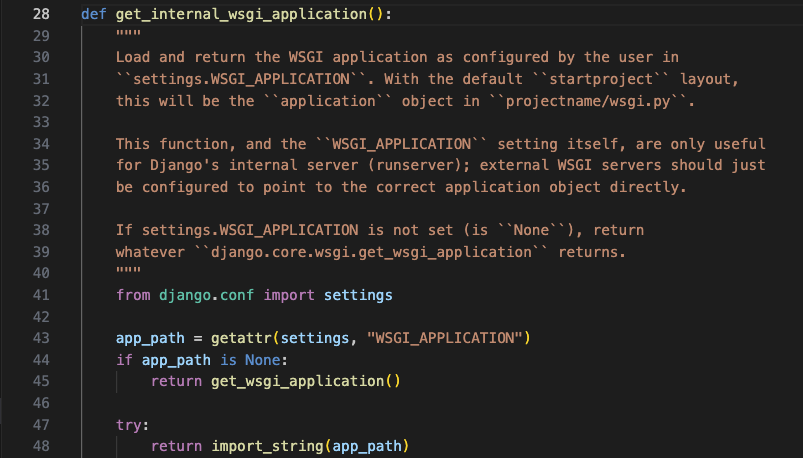 28 def get_internal_wsgi_application():
29     """
30     Load and return the WSGI application as configured by the user in
31     ``settings.WSGI_APPLICATION``. With the default ``startproject`` layout,
32     this will be the ``application`` object in ``projectname/wsgi.py``.
33
34     This function, and the ``WSGI_APPLICATION`` setting itself, are only useful
35     for Django's internal server (runserver); external WSGI servers should just
36     be configured to point to the correct application object directly.
37
38     If settings.WSGI_APPLICATION is not set (is ``None``), return
39     whatever ``django.core.wsgi.get_wsgi_application`` returns.
40     """
41     from django.conf import settings
42
43     app_path = getattr(settings, "WSGI_APPLICATION")
44     if app_path is None:
45         return get_wsgi_application()
46
47     try:
48         return import_string(app_path)